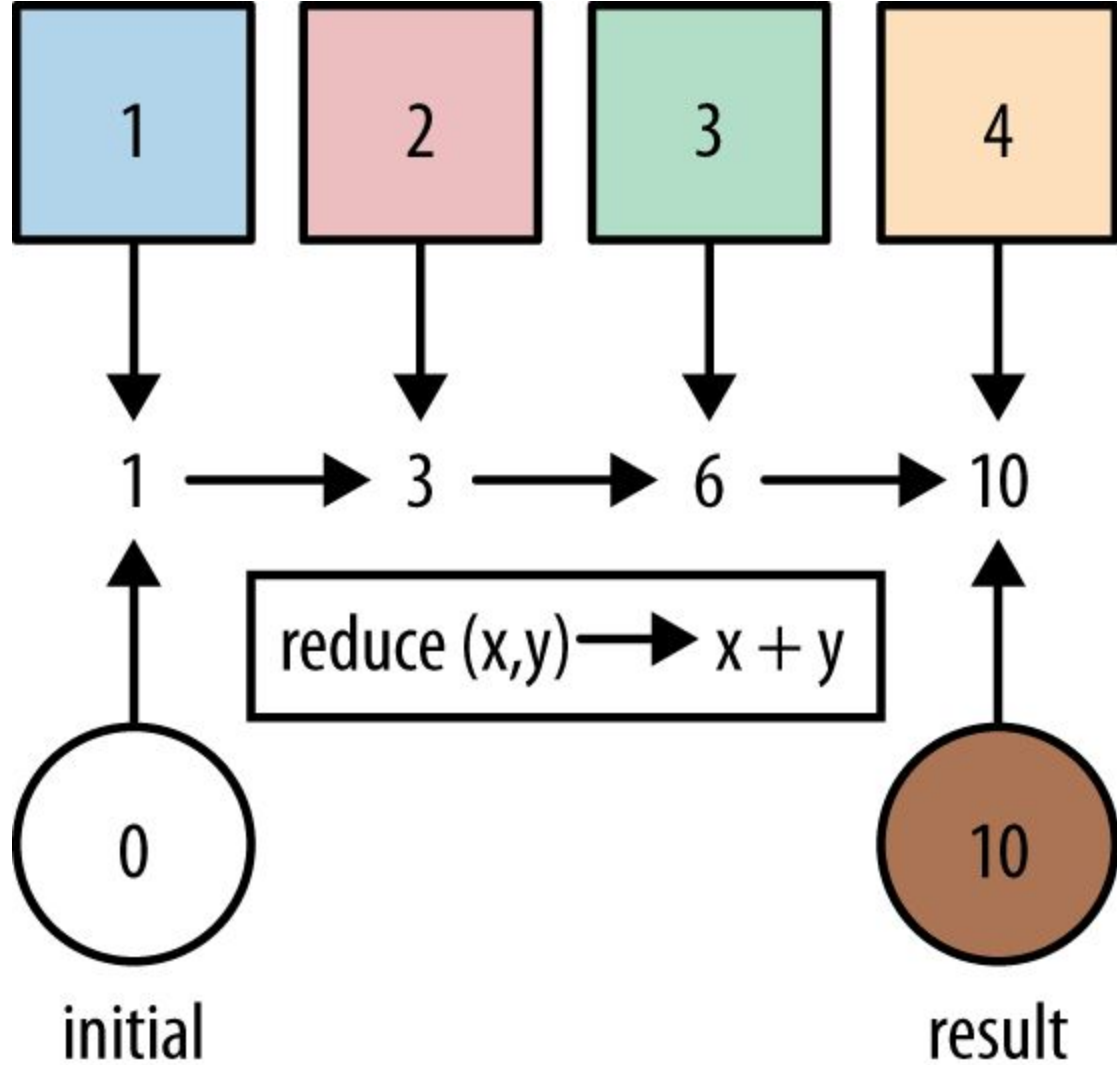 1 2 3 4
1 → 3 → 6 → 10
reduce (x,y) → x + y
0 10
initial result